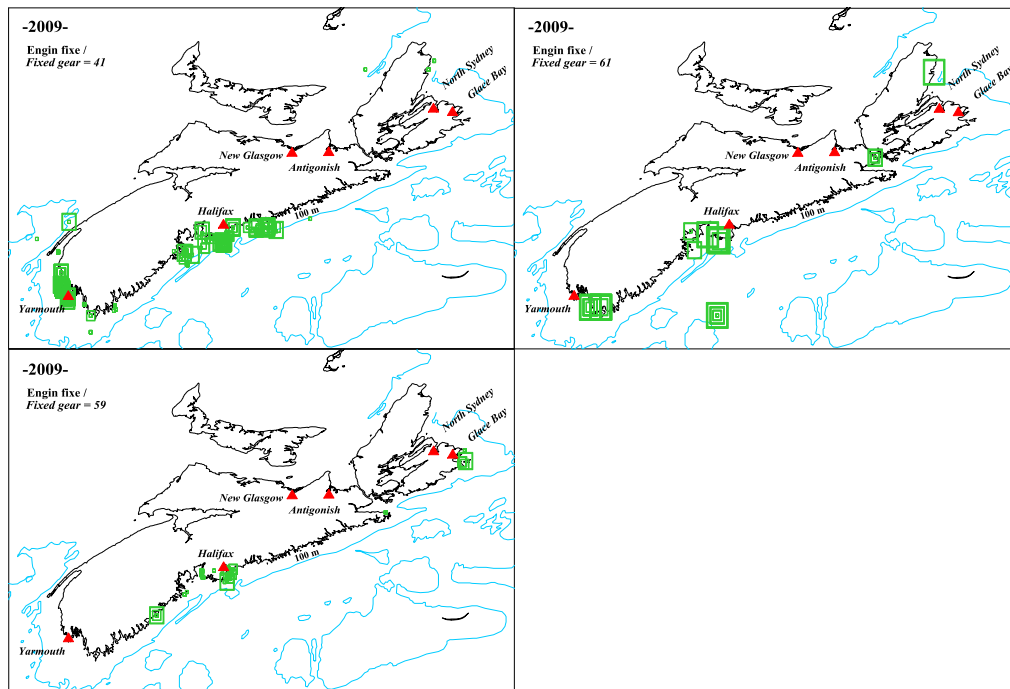 -2009-
Engin fixe /
Fixed gear = 41
North Sydney
Glace Bay
New Glasgow
Antigonish
Halifax
100 m
Yarmouth
-2009-
Engin fixe /
Fixed gear = 61
North Sydney
Glace Bay
New Glasgow
Antigonish
Halifax
100 m
Yarmouth
-2009-
Engin fixe /
Fixed gear = 59
North Sydney
Glace Bay
New Glasgow
Antigonish
Halifax
100 m
Yarmouth